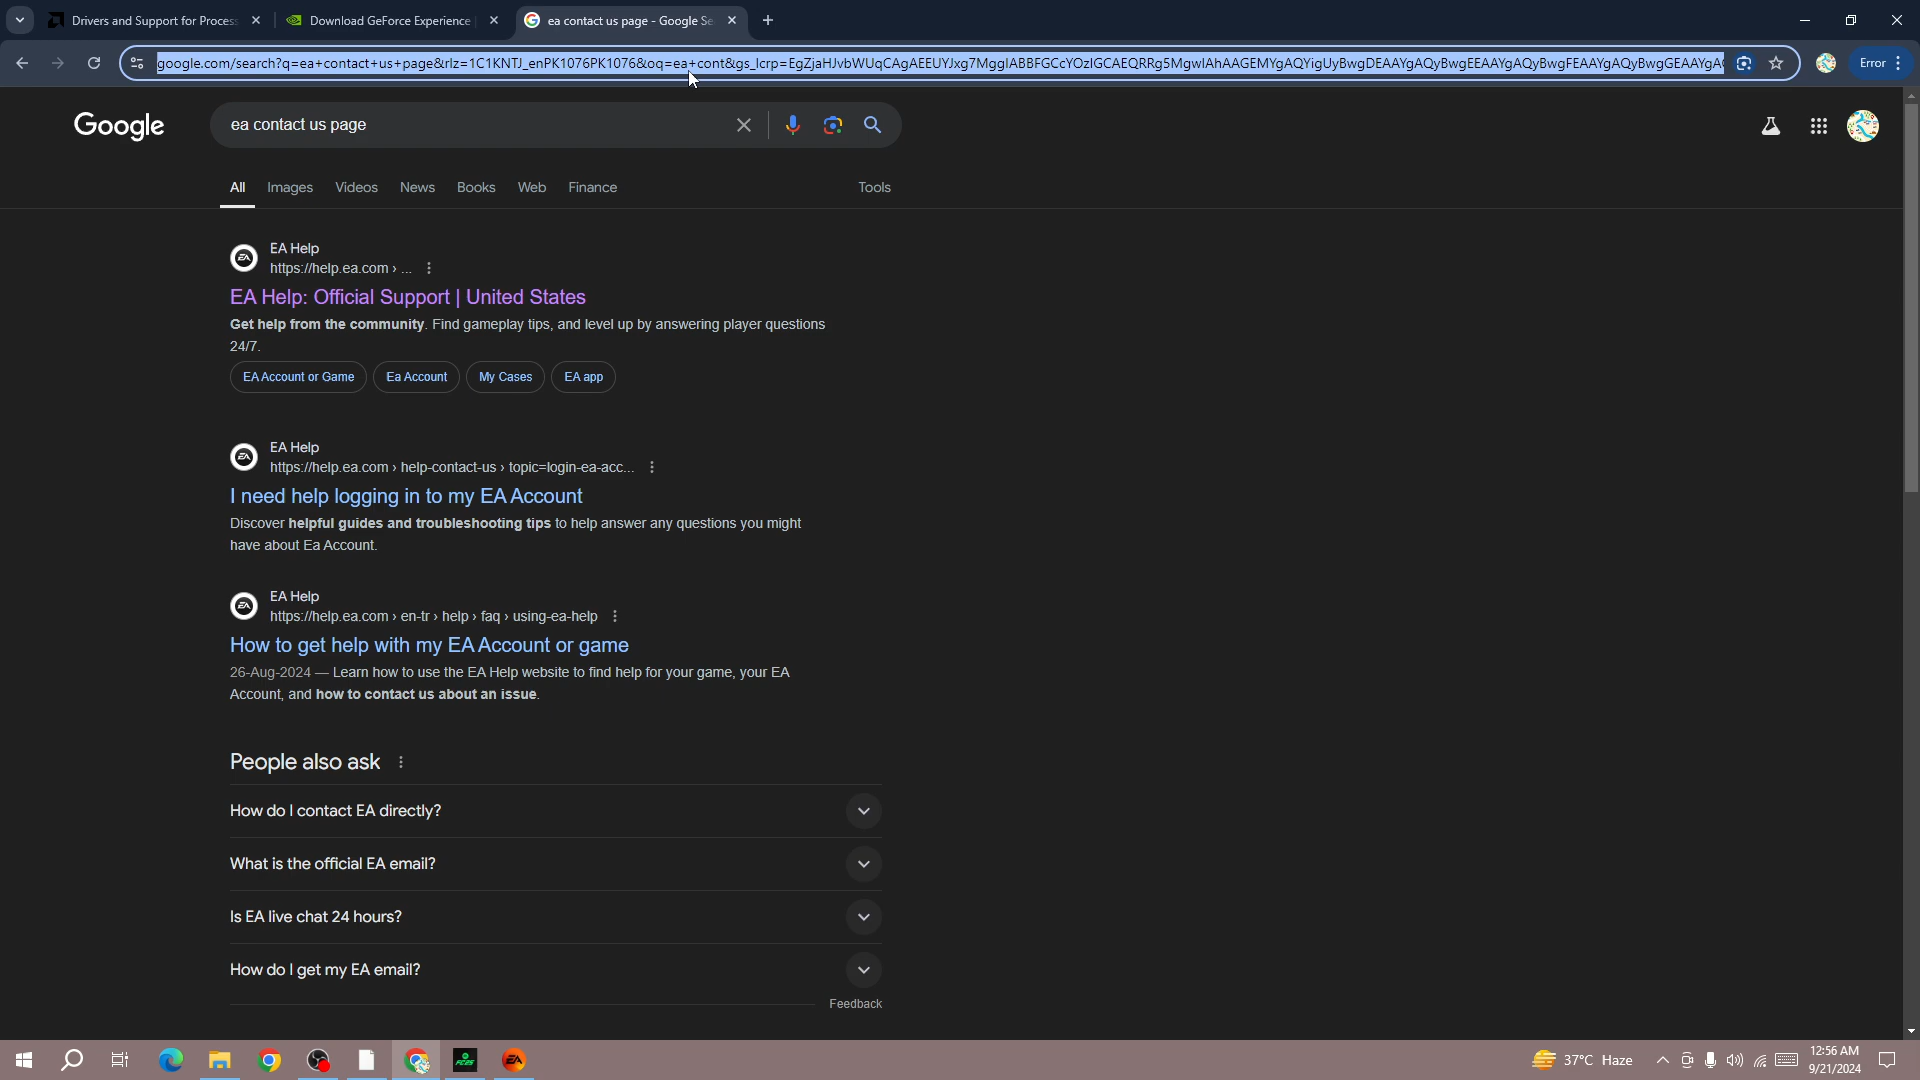 Drivers and Support for Process
Download GeForce Experience
ea contact us page - Google Se
google.com/search?q=ea+contact+us+page&rlz=1C1KNTJ_enPK1076PK1076&oq=ea+cont&gs_lcrp=EgZjaHJvbWUqCAgAEEUYJxg7MggIABBFGCcYOzIGCAEQRRg5MgwIAhAAGEMYgAQYigUyBwgDEAAYgAQyBwgEEAAYgAQyBwgFEAAYgAQyBwgGEAAYgA
Error
Google
ea contact us page
All
Images
Videos
News
Books
Web
Finance
Tools
EA Help
https://help.ea.com › ...
EA Help: Official Support | United States
Get help from the community. Find gameplay tips, and level up by answering player questions
24/7.
EA Account or Game
Ea Account
My Cases
EA app
EA Help
https://help.ea.com › help-contact-us › topic=login-ea-acc...
I need help logging in to my EA Account
Discover helpful guides and troubleshooting tips to help answer any questions you might
have about Ea Account.
EA Help
https://help.ea.com › en-tr › help › faq › using-ea-help
How to get help with my EA Account or game
26-Aug-2024 — Learn how to use the EA Help website to find help for your game, your EA
Account, and how to contact us about an issue.
People also ask
How do I contact EA directly?
What is the official EA email?
Is EA live chat 24 hours?
How do I get my EA email?
Feedback
37°C Haze
12:56 AM
9/21/2024